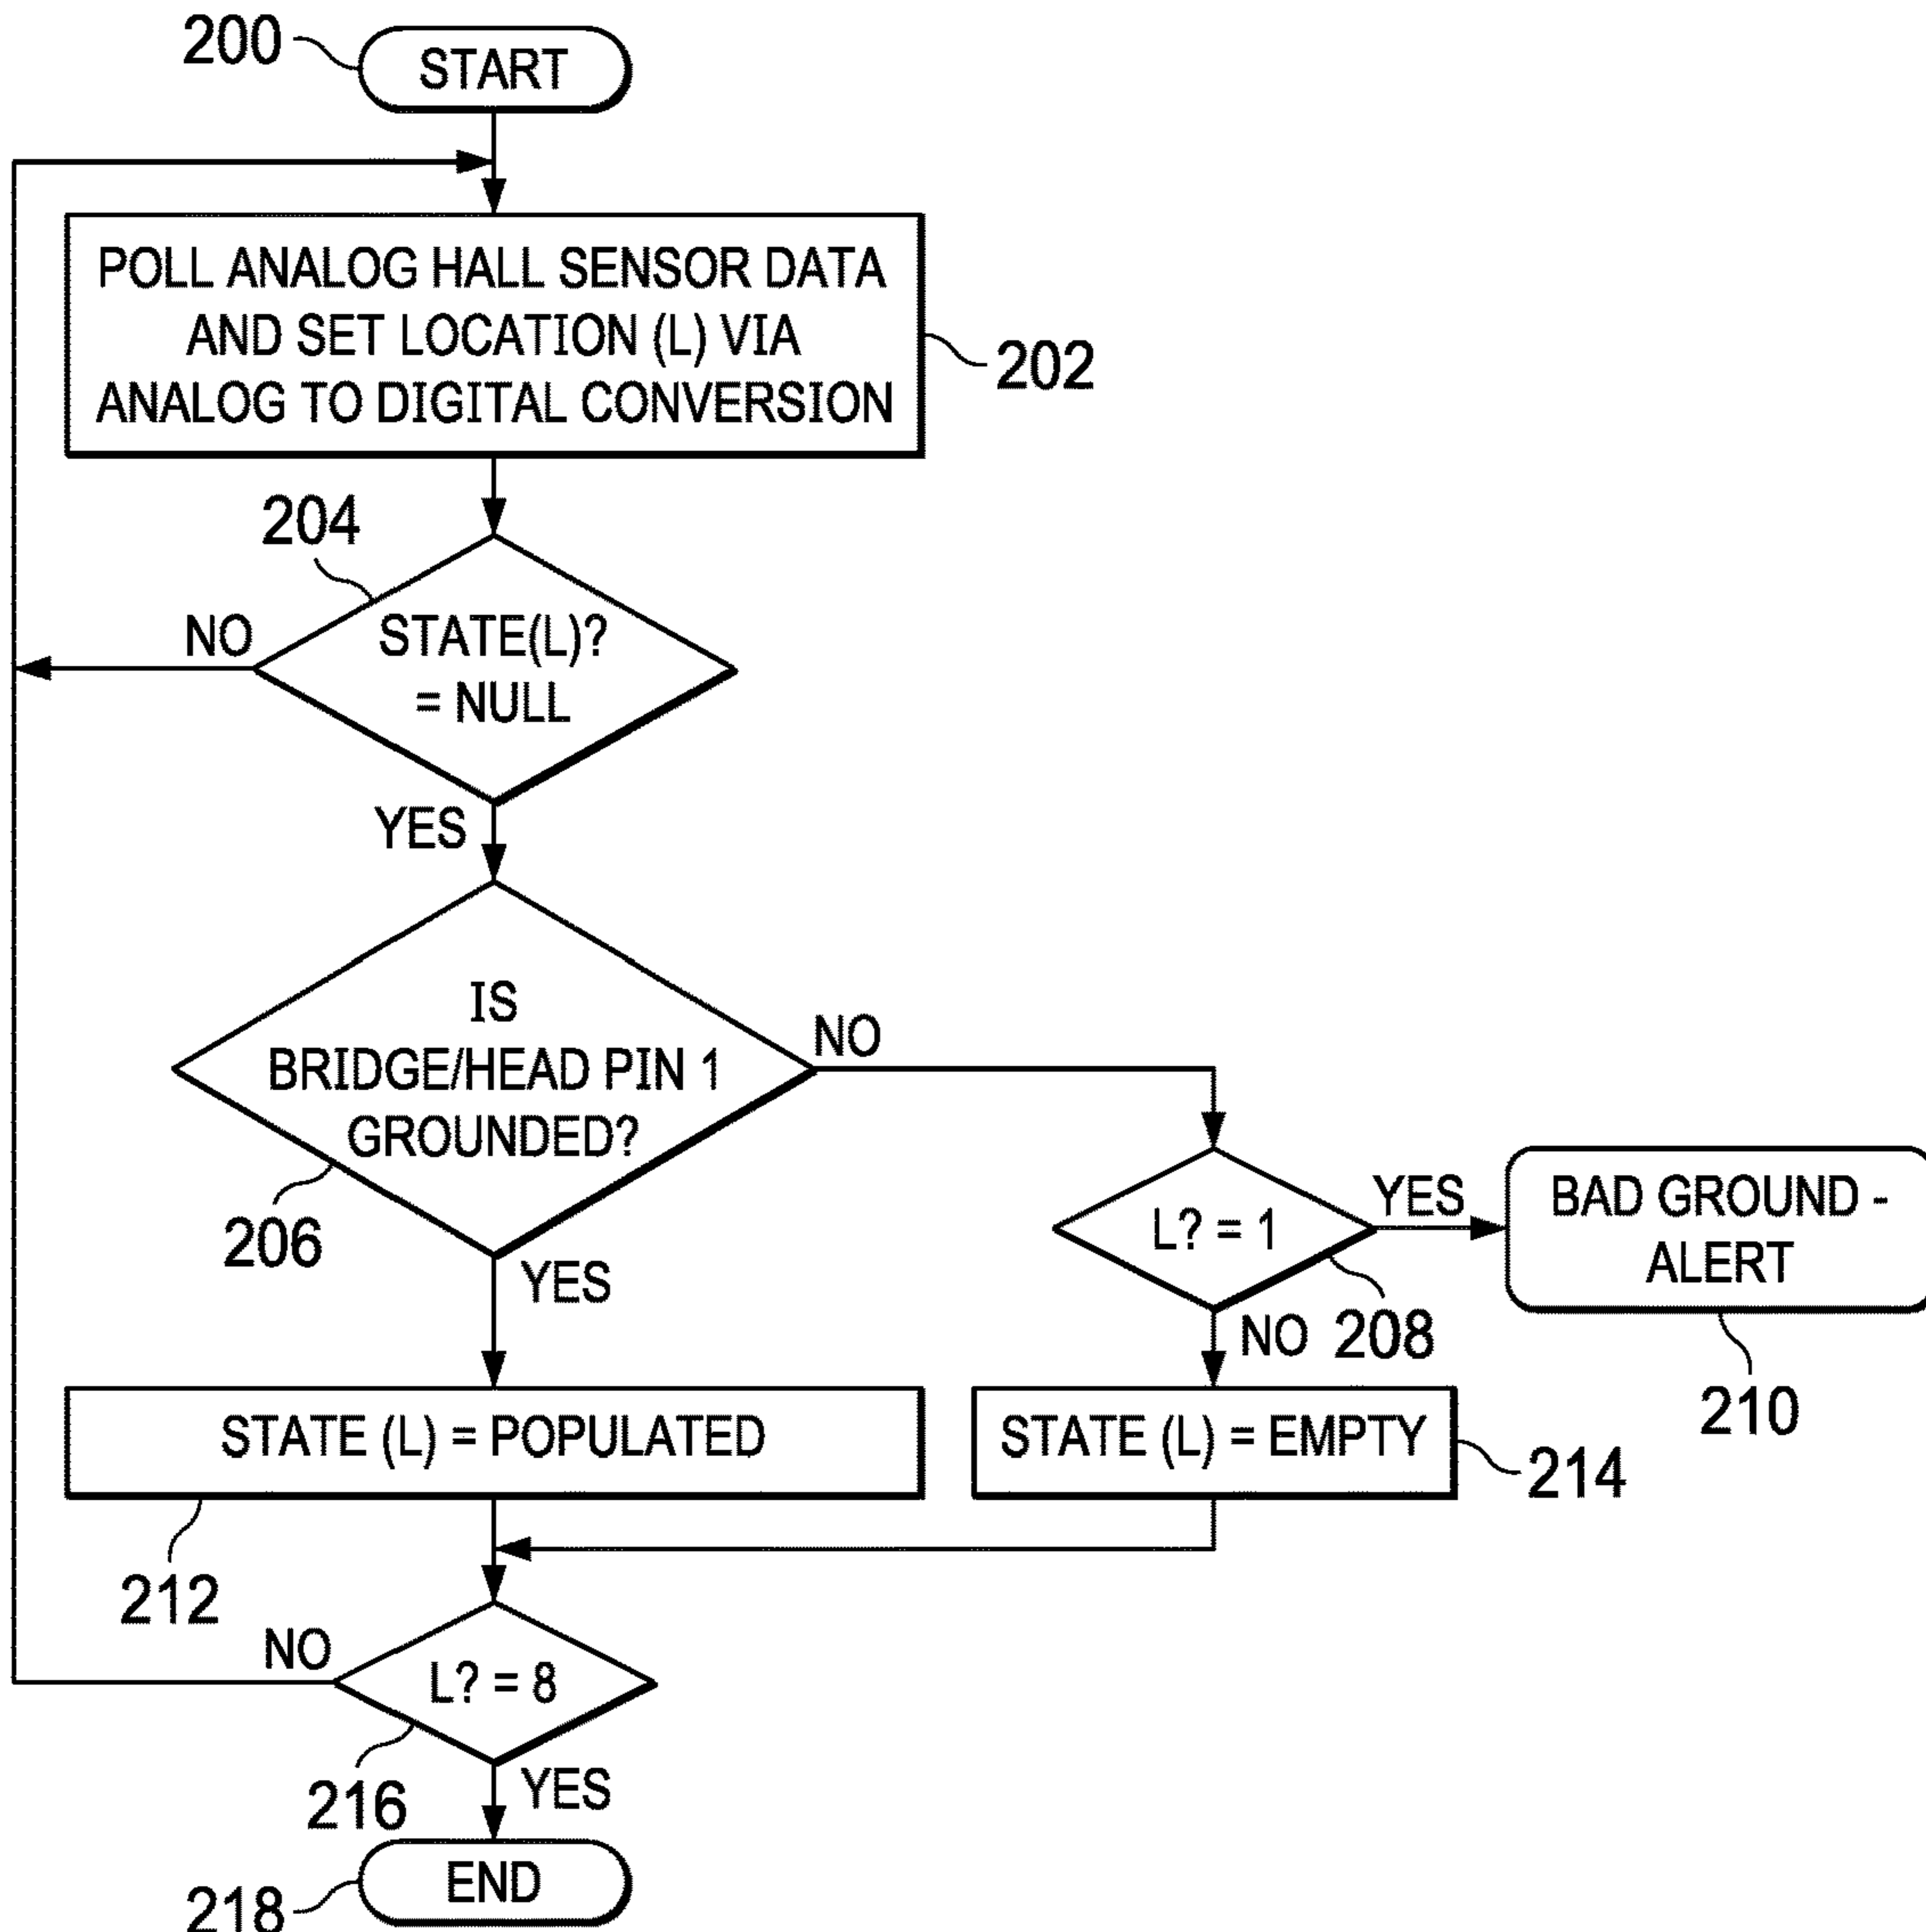 200
START
POLL ANALOG HALL SENSOR DATA
AND SET LOCATION (L) VIA
ANALOG TO DIGITAL CONVERSION
202
204
NO
STATE(L)?
= NULL
YES
IS
BRIDGE/HEAD PIN 1
GROUNDED?
NO
206
YES
L? = 1
YES
BAD GROUND -
ALERT
NO
208
210
STATE (L) = POPULATED
STATE (L) = EMPTY
214
212
NO
L? = 8
216
YES
END
218